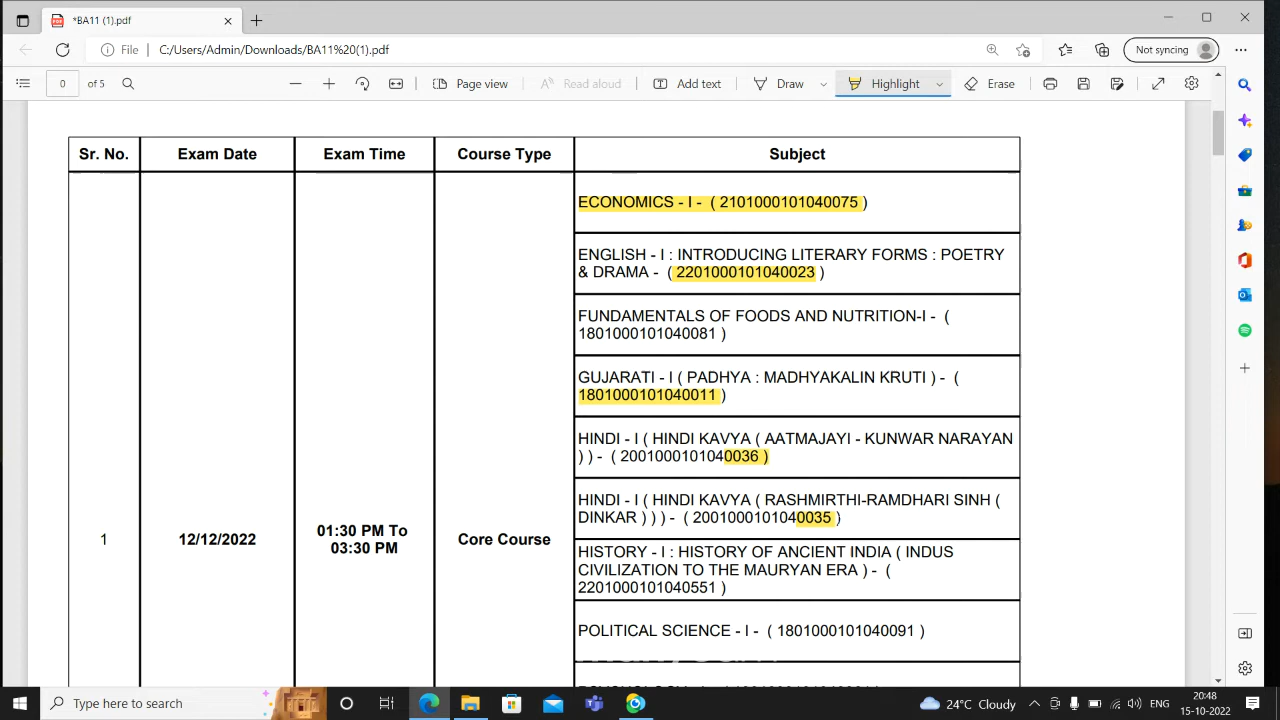 *BA11 (1).pdf
File
C:/Users/Admin/Downloads/BA11%20(1).pdf
Not syncing
0 of 5
Page view
Read aloud
Add text
Draw
Highlight
Erase
Sr. No. Exam Date Exam Time Course Type Subject
ECONOMICS - I - ( 2101000101040075 )
ENGLISH - I : INTRODUCING LITERARY FORMS : POETRY
& DRAMA - ( 2201000101040023 )
FUNDAMENTALS OF FOODS AND NUTRITION-I - (
1801000101040081 )
GUJARATI - I ( PADHYA : MADHYAKALIN KRUTI ) - (
1801000101040011 )
HINDI - I ( HINDI KAVYA ( AATMAJAYI - KUNWAR NARAYAN
) ) - ( 2001000101040036 )
HINDI - I ( HINDI KAVYA ( RASHMIRTHI-RAMDHARI SINH (
DINKAR ) ) ) - ( 2001000101040035 )
1
12/12/2022
01:30 PM To
03:30 PM
Core Course
HISTORY - I : HISTORY OF ANCIENT INDIA ( INDUS
CIVILIZATION TO THE MAURYAN ERA ) - (
2201000101040551 )
POLITICAL SCIENCE - I - ( 1801000101040091 )
Type here to search
24°C Cloudy
ENG
20:48
15-10-2022